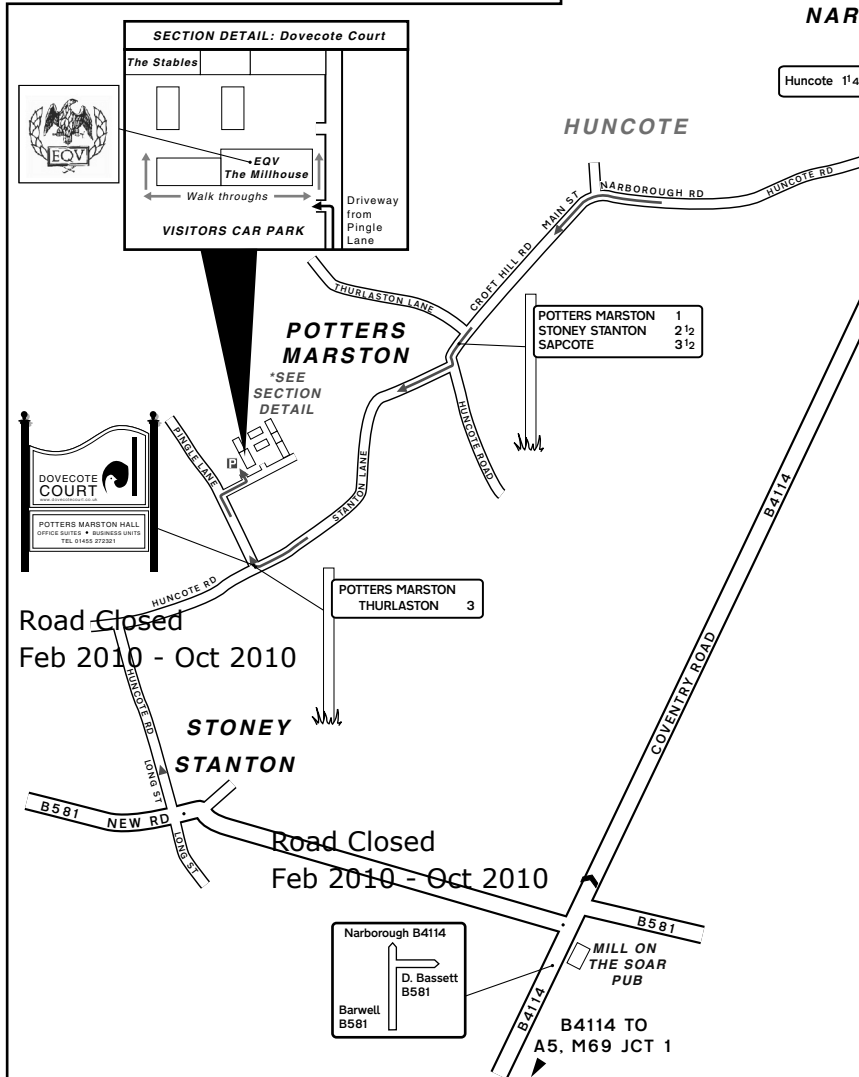 NAR
SECTION DETAIL: Dovecote Court
The Stables
EQV
EQV
The Millhouse
Walk throughs
VISITORS CAR PARK
Driveway
from
Pingle
Lane
Huncote 1¼
HUNCOTE
NARBOROUGH RD
HUNCOTE RD
MAIN ST
CROFT HILL RD
THURLASTON LANE
POTTERS MARSTON 1
STONEY STANTON 2½
SAPCOTE 3½
POTTERS
MARSTON
*SEE
SECTION
DETAIL
HUNCOTE ROAD
PINGLE LANE
P
STANTON LANE
DOVECOTE
COURT
www.dovecotecourt.co.uk
POTTERS MARSTON HALL
OFFICE SUITES • BUSINESS UNITS
TEL 01455 272321
B4114
HUNCOTE RD
POTTERS MARSTON
THURLASTON 3
Road Closed
Feb 2010 - Oct 2010
HUNCOTE RD
COVENTRY ROAD
STONEY
STANTON
LONG ST
B581
NEW RD
LONG ST
Road Closed
Feb 2010 - Oct 2010
B581
Narborough B4114
D. Bassett
B581
Barwell
B581
MILL ON
THE SOAR
PUB
B4114
B4114 TO
A5, M69 JCT 1